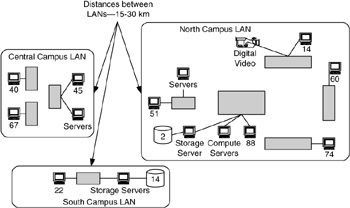 Distances between
LANs—15-30 km
North Campus LAN
14
Digital
Video
60
Central Campus LAN
40
45
67
Servers
Servers
51
2
Storage
Server
Compute
Servers
88
74
22
Storage Servers
14
South Campus LAN